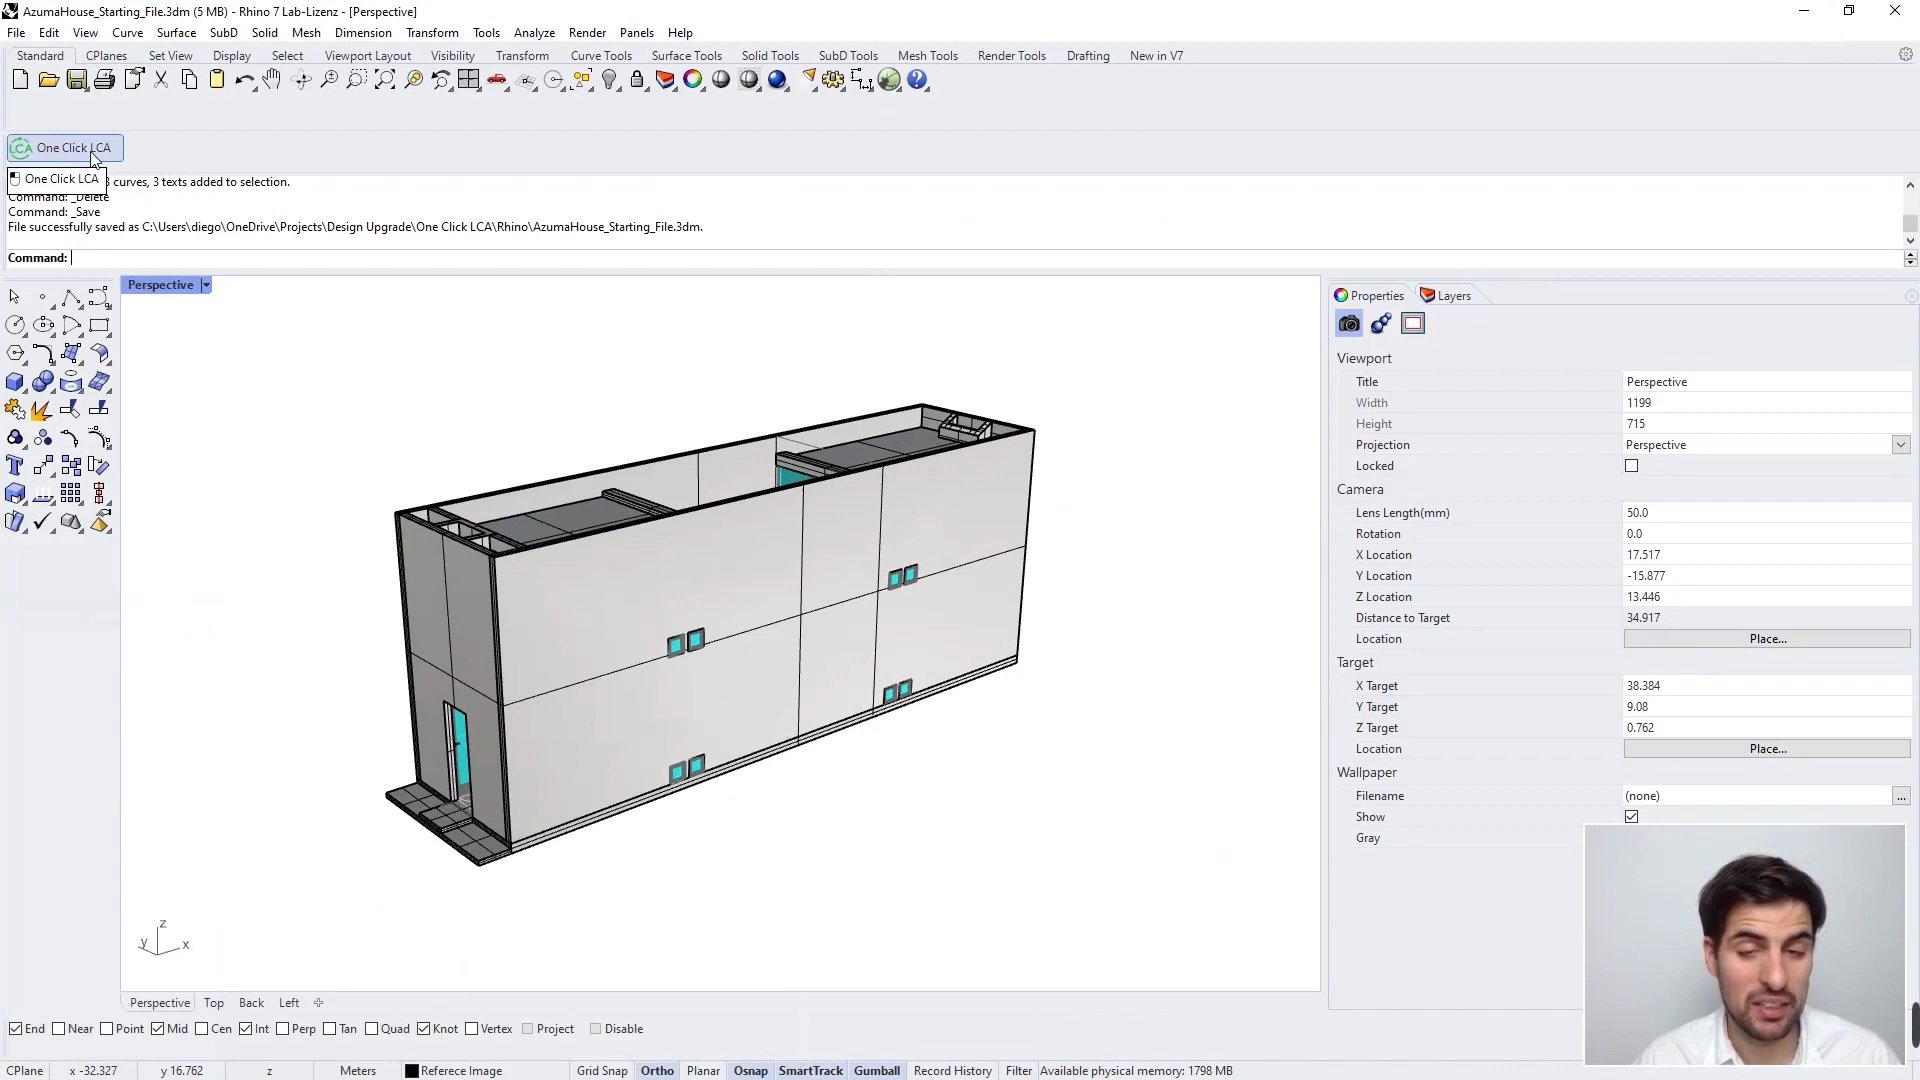 AzumaHouse_Starting_File.3dm (5 MB) - Rhino 7 Lab-Lizenz - [Perspective]
File Edit View Curve Surface SubD Solid Mesh Dimension Transform Tools Analyze Render Panels Help
Standard CPlanes Set View Display Select Viewport Layout Visibility Transform Curve Tools Surface Tools Solid Tools SubD Tools Mesh Tools Render Tools Drafting New in V7
LCA One Click LCA
One Click LCA
3 curves, 3 texts added to selection.
Command: _Delete
Command: _Save
File successfully saved as C:\Users\diego\OneDrive\Projects\Design Upgrade\One Click LCA\Rhino\AzumaHouse_Starting_File.3dm.
Command:
Perspective
Properties Layers
Viewport
Title Perspective
Width 1199
Height 715
Projection Perspective
Locked
Camera
Lens Length(mm) 50.0
Rotation 0.0
X Location 17.517
Y Location -15.877
Z Location 13.446
Distance to Target 34.917
Location Place...
Target
X Target 38.384
Y Target 9.08
Z Target 0.762
Location Place...
Wallpaper
Filename (none) ...
Show
Gray
z
y x
Perspective Top Back Left
End Near Point Mid Cen Int Perp Tan Quad Knot Vertex Project Disable
CPlane x -32.327 y 16.762 z Meters Referece Image Grid Snap Ortho Planar Osnap SmartTrack Gumball Record History Filter Available physical memory: 1798 MB